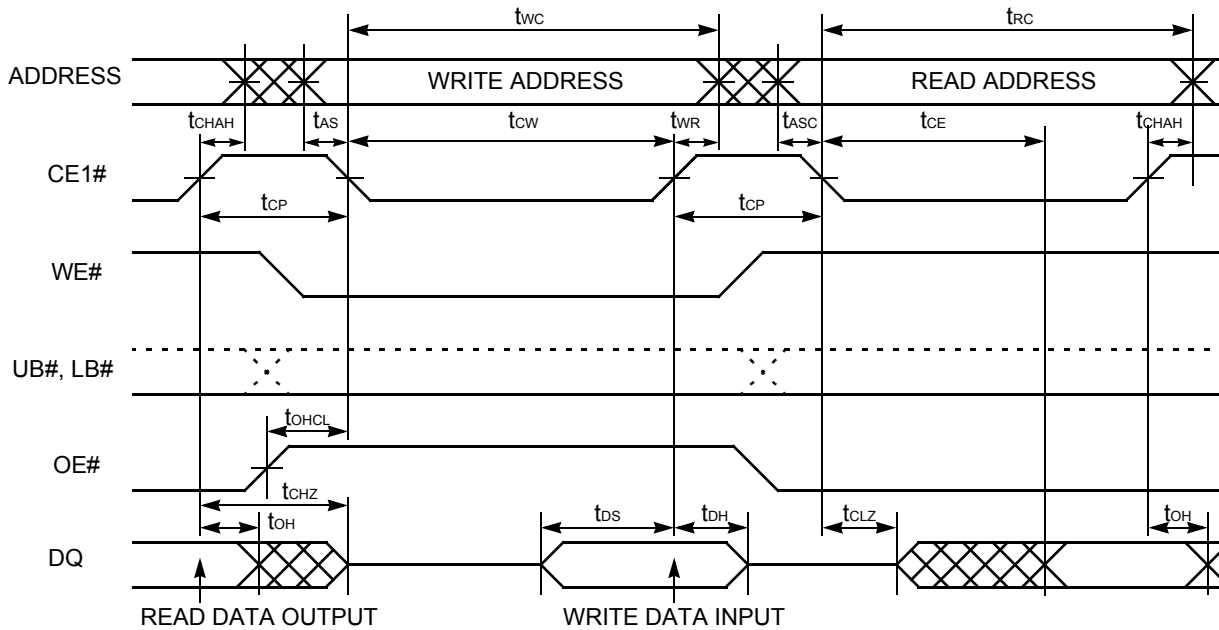 tWC tRC
ADDRESS WRITE ADDRESS READ ADDRESS
tCHAH tAS tCW tWR tASC tCE tCHAH
CE1#
tCP tCP
WE#
UB#, LB#
tOHCL
OE#
tCHZ
tOH tDS tDH tCLZ tOH
DQ
READ DATA OUTPUT WRITE DATA INPUT